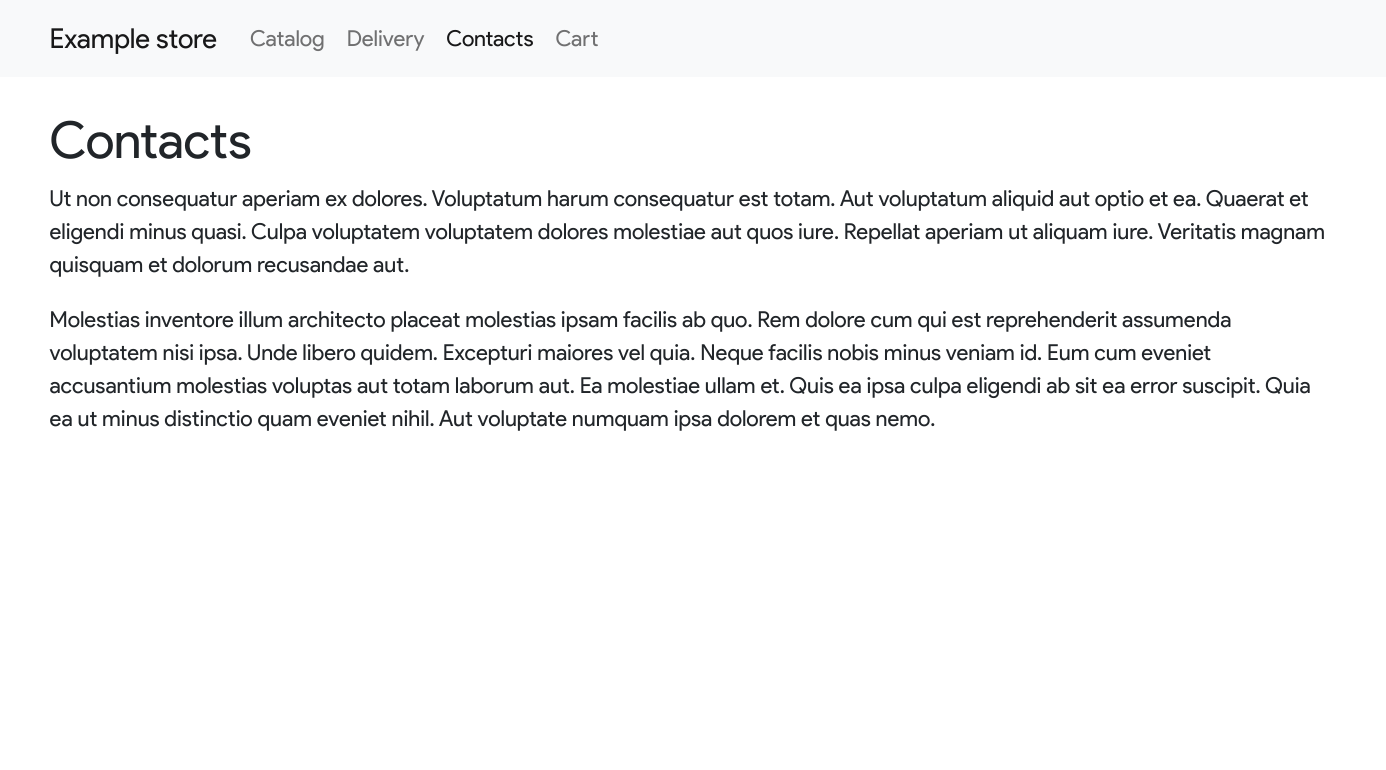 Example store Catalog Delivery Contacts Cart
Contacts
Ut non consequatur aperiam ex dolores. Voluptatum harum consequatur est totam. Aut voluptatum aliquid aut optio et ea. Quaerat et
eligendi minus quasi. Culpa voluptatem voluptatem dolores molestiae aut quos iure. Repellat aperiam ut aliquam iure. Veritatis magnam
quisquam et dolorum recusandae aut.
Molestias inventore illum architecto placeat molestias ipsam facilis ab quo. Rem dolore cum qui est reprehenderit assumenda
voluptatem nisi ipsa. Unde libero quidem. Excepturi maiores vel quia. Neque facilis nobis minus veniam id. Eum cum eveniet
accusantium molestias voluptas aut totam laborum aut. Ea molestiae ullam et. Quis ea ipsa culpa eligendi ab sit ea error suscipit. Quia
ea ut minus distinctio quam eveniet nihil. Aut voluptate numquam ipsa dolorem et quas nemo.